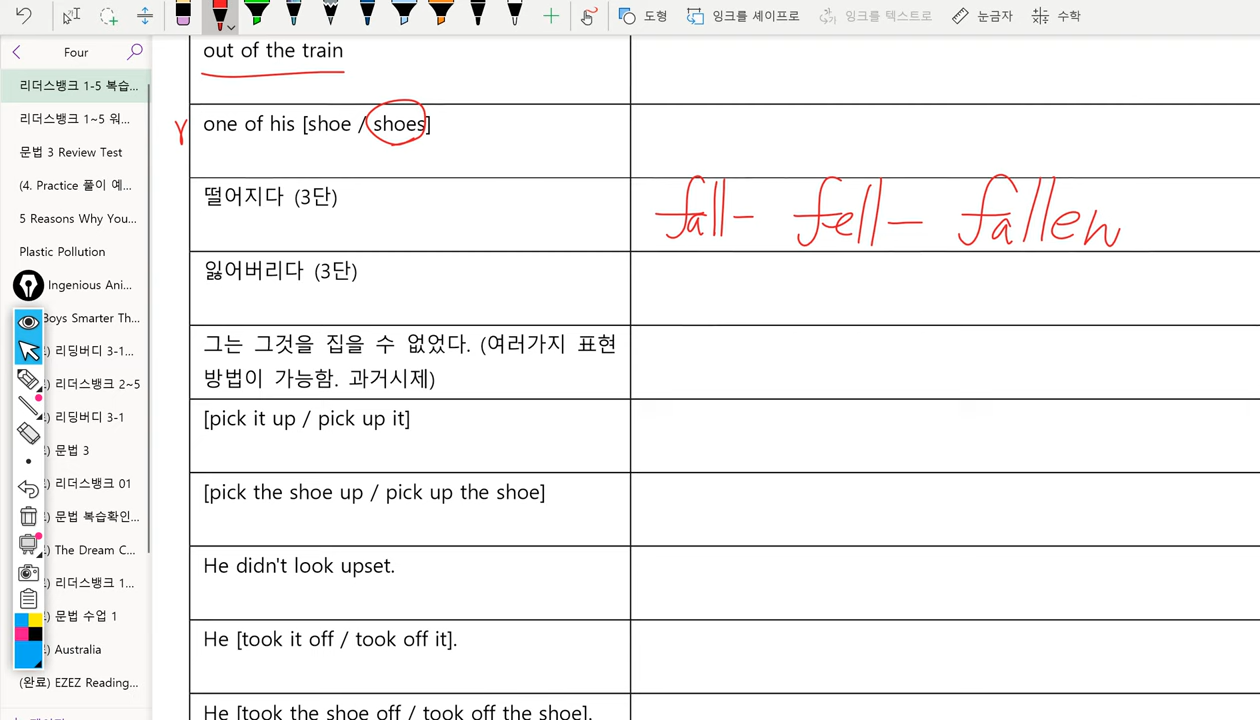 도형
잉크를 셰이프로
잉크를 텍스트로
눈금자
수학
Four
리더스뱅크 1-5 복습...
리더스뱅크 1~5 워...
문법 3 Review Test
(4. Practice 풀이 예...
5 Reasons Why You...
Plastic Pollution
Ingenious Ani...
Boys Smarter Th...
) 리딩버디 3-1...
) 리더스뱅크 2~5
) 리딩버디 3-1
) 문법 3
) 리더스뱅크 01
) 문법 복습확인...
) The Dream C...
) 리더스뱅크 1...
) 문법 수업 1
) Australia
(완료) EZEZ Reading...
out of the train
one of his [shoe / shoes]
떨어지다 (3단)
fall - fell - fallen
잃어버리다 (3단)
그는 그것을 집을 수 없었다. (여러가지 표현
방법이 가능함. 과거시제)
[pick it up / pick up it]
[pick the shoe up / pick up the shoe]
He didn't look upset.
He [took it off / took off it].
He [took the shoe off / took off the shoe].